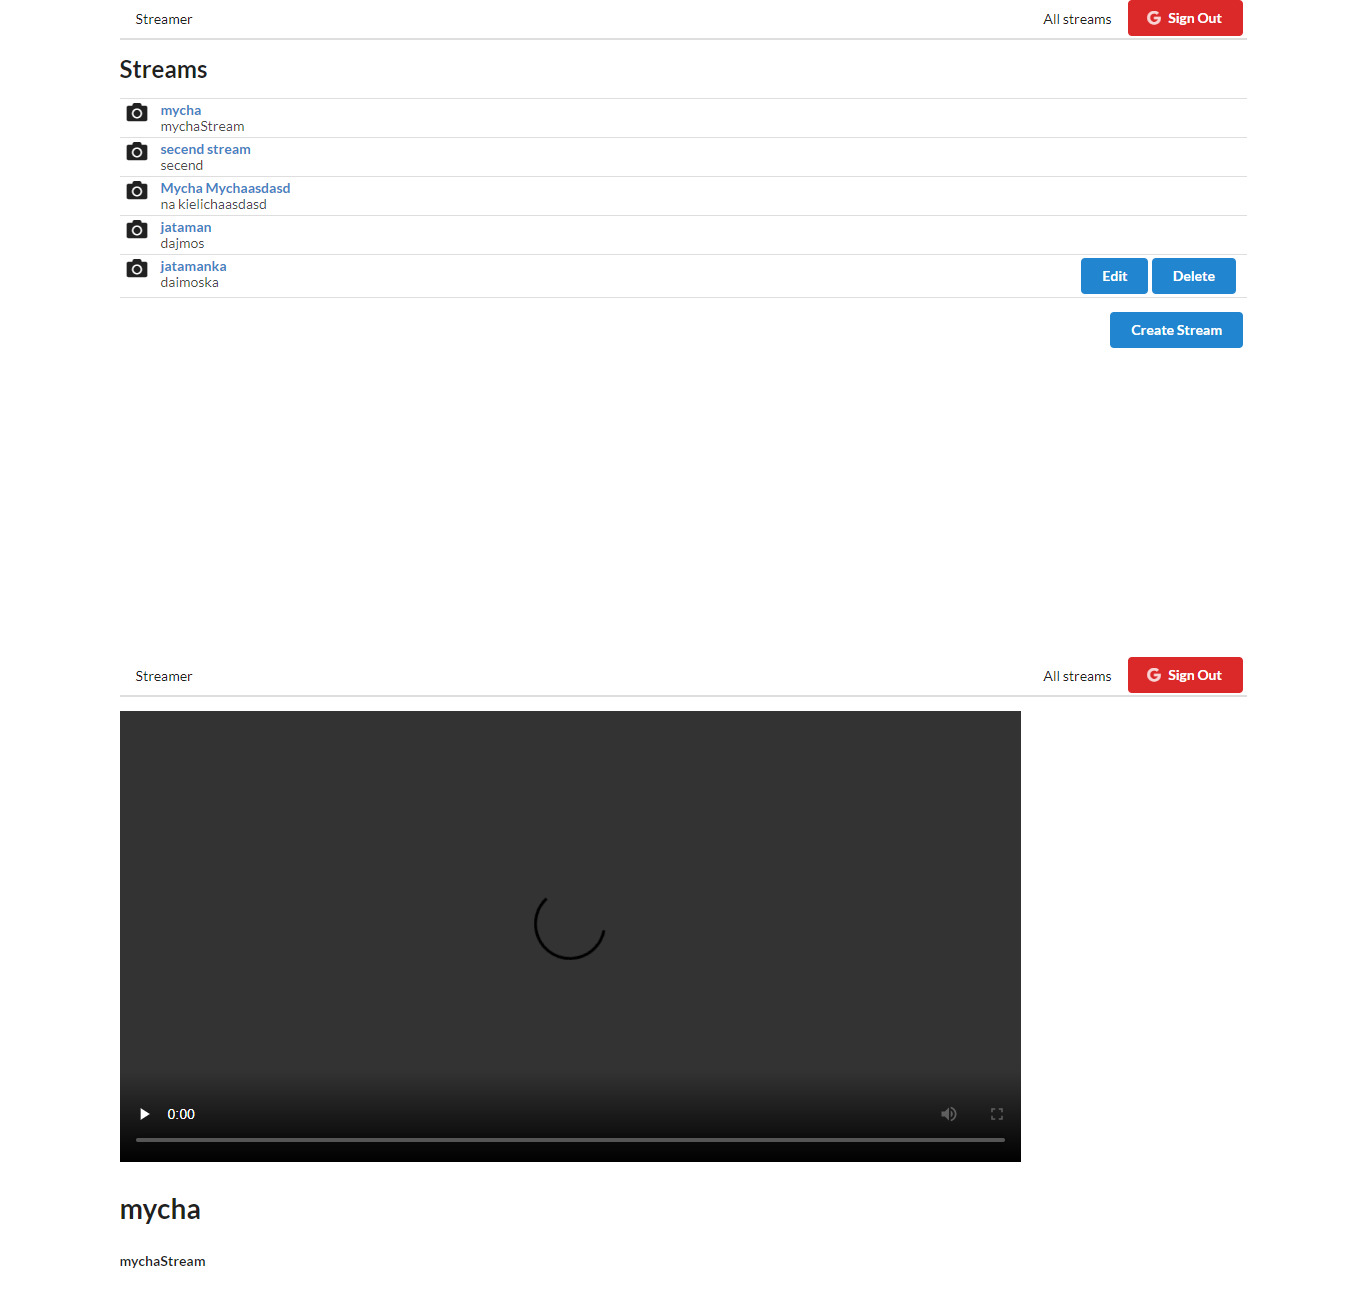 Streamer All streams Sign Out
Streams
mycha
mychaStream
secend stream
secend
Mycha Mychaasdasd
na kielichaasdasd
jataman
dajmos
jatamanka
daimoska
Edit Delete
Create Stream
Streamer All streams Sign Out
0:00
mycha
mychaStream